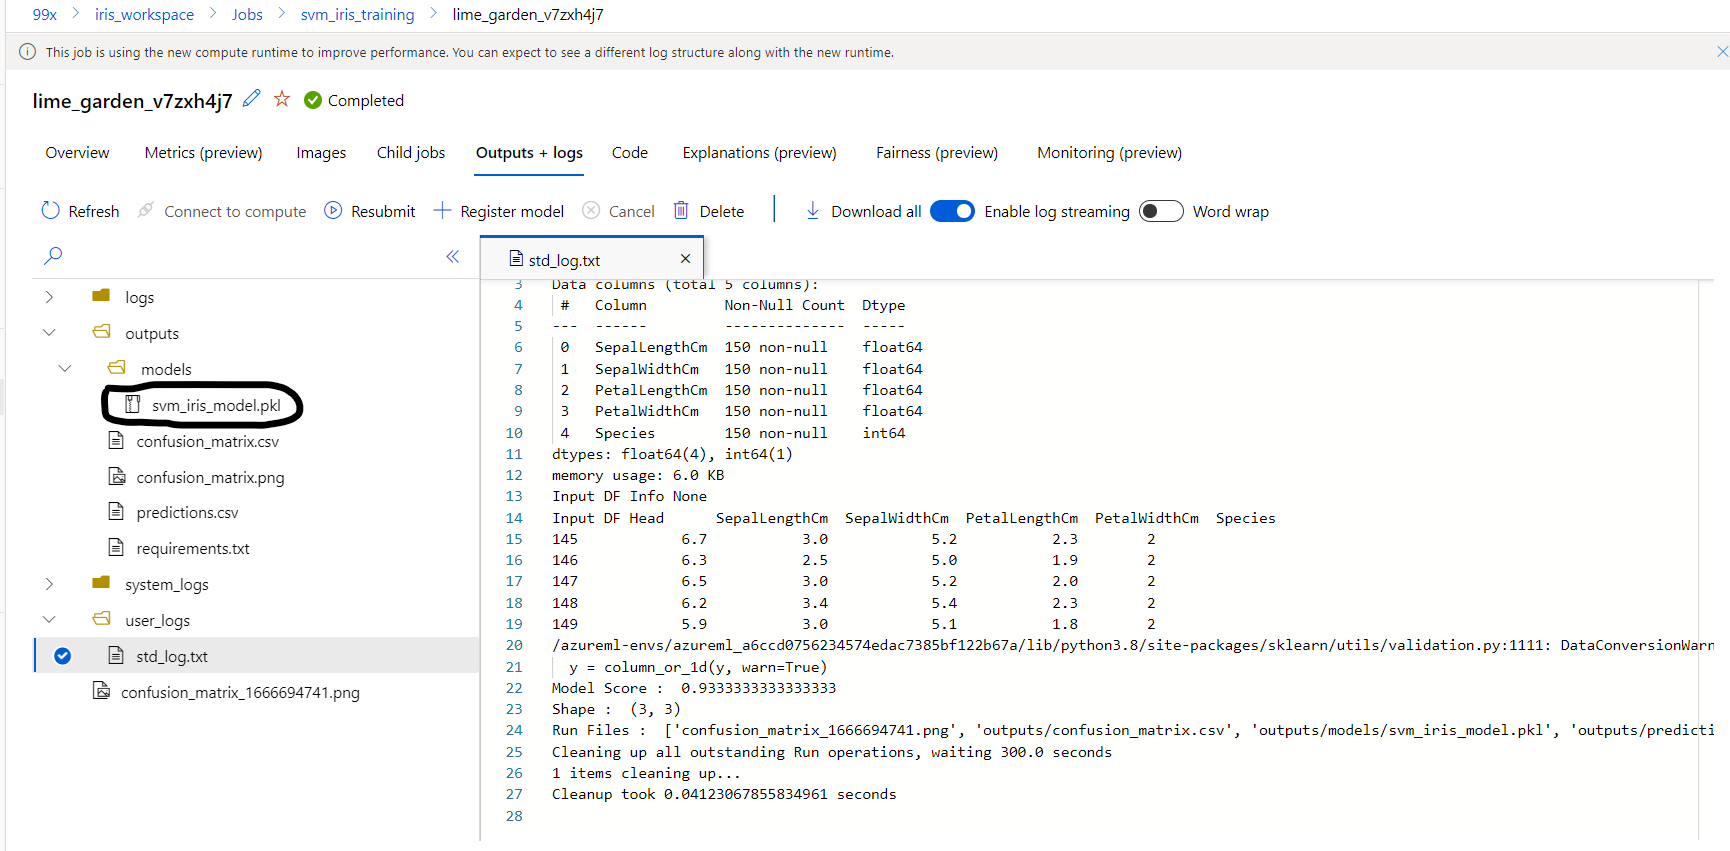 99x > iris_workspace > Jobs > svm_iris_training > lime_garden_v7zxh4j7
This job is using the new compute runtime to improve performance. You can expect to see a different log structure along with the new runtime.
lime_garden_v7zxh4j7 Completed
Overview Metrics (preview) Images Child jobs Outputs + logs Code Explanations (preview) Fairness (preview) Monitoring (preview)
Refresh Connect to compute Resubmit Register model Cancel Delete Download all Enable log streaming Word wrap
logs
outputs
models
svm_iris_model.pkl
confusion_matrix.csv
confusion_matrix.png
predictions.csv
requirements.txt
system_logs
user_logs
std_log.txt
confusion_matrix_1666694741.png
std_log.txt
3 Data columns (total 5 columns):
4 # Column Non-Null Count Dtype
5 --- ------ -------------- -----
6 0 SepalLengthCm 150 non-null float64
7 1 SepalWidthCm 150 non-null float64
8 2 PetalLengthCm 150 non-null float64
9 3 PetalWidthCm 150 non-null float64
10 4 Species 150 non-null int64
11 dtypes: float64(4), int64(1)
12 memory usage: 6.0 KB
13 Input DF Info None
14 Input DF Head SepalLengthCm SepalWidthCm PetalLengthCm PetalWidthCm Species
15 145 6.7 3.0 5.2 2.3 2
16 146 6.3 2.5 5.0 1.9 2
17 147 6.5 3.0 5.2 2.0 2
18 148 6.2 3.4 5.4 2.3 2
19 149 5.9 3.0 5.1 1.8 2
20 /azureml-envs/azureml_a6ccd0756234574edac7385bf122b67a/lib/python3.8/site-packages/sklearn/utils/validation.py:1111: DataConversionWarn
21 y = column_or_1d(y, warn=True)
22 Model Score : 0.9333333333333333
23 Shape : (3, 3)
24 Run Files : ['confusion_matrix_1666694741.png', 'outputs/confusion_matrix.csv', 'outputs/models/svm_iris_model.pkl', 'outputs/predicti
25 Cleaning up all outstanding Run operations, waiting 300.0 seconds
26 1 items cleaning up...
27 Cleanup took 0.04123067855834961 seconds
28